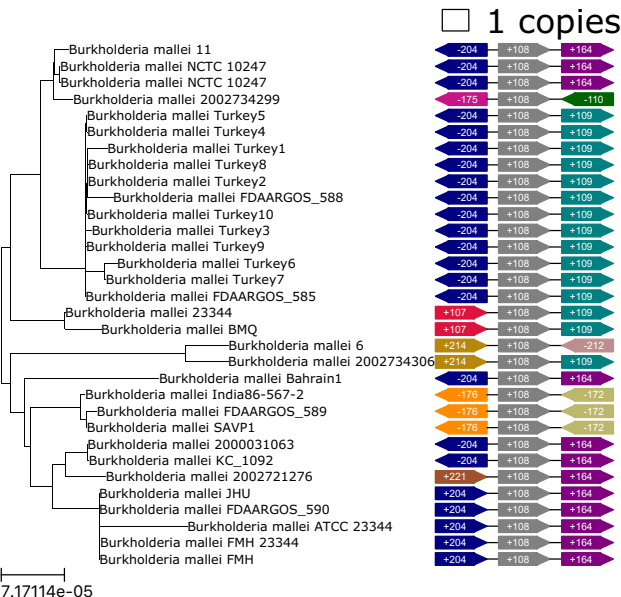 1 copies
Burkholderia mallei 11 -204 +108 +164
Burkholderia mallei NCTC 10247 -204 +108 +164
Burkholderia mallei NCTC 10247 -204 +108 +164
Burkholderia mallei 2002734299 -175 +108 -110
Burkholderia mallei Turkey5 -204 +108 +109
Burkholderia mallei Turkey4 -204 +108 +109
Burkholderia mallei Turkey1 -204 +108 +109
Burkholderia mallei Turkey8 -204 +108 +109
Burkholderia mallei Turkey2 -204 +108 +109
Burkholderia mallei FDAARGOS_588 -204 +108 +109
Burkholderia mallei Turkey10 -204 +108 +109
Burkholderia mallei Turkey3 -204 +108 +109
Burkholderia mallei Turkey9 -204 +108 +109
Burkholderia mallei Turkey6 -204 +108 +109
Burkholderia mallei Turkey7 -204 +108 +109
Burkholderia mallei FDAARGOS_585 -204 +108 +109
Burkholderia mallei 23344 +107 +108 +109
Burkholderia mallei BMQ +107 +108 +109
Burkholderia mallei 6 +214 +108 -212
Burkholderia mallei 2002734306 +214 +108 +109
Burkholderia mallei Bahrain1 -204 +108 +164
Burkholderia mallei India86-567-2 -176 +108 -172
Burkholderia mallei FDAARGOS_589 -176 +108 -172
Burkholderia mallei SAVP1 -176 +108 -172
Burkholderia mallei 2000031063 -204 +108 +164
Burkholderia mallei KC_1092 -204 +108 +164
Burkholderia mallei 2002721276 +221 +108 +164
Burkholderia mallei JHU +204 +108 +164
Burkholderia mallei FDAARGOS_590 +204 +108 +164
Burkholderia mallei ATCC 23344 +204 +108 +164
Burkholderia mallei FMH 23344 +204 +108 +164
Burkholderia mallei FMH +204 +108 +164
7.17114e-05